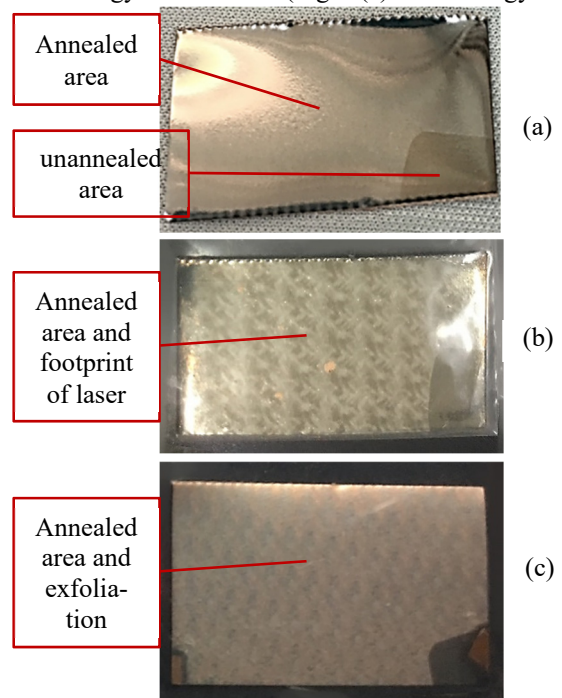 Annealed
area
(a)
unannealed
area
Annealed
area and
footprint
of laser
(b)
Annealed
area and
exfolia-
tion
(c)